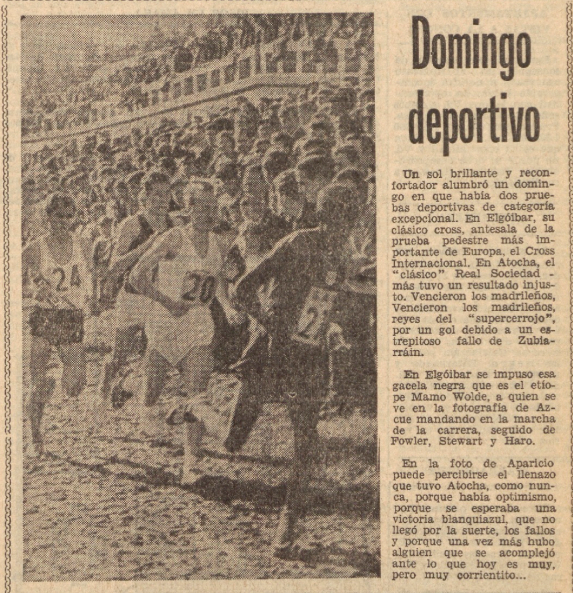 Domingo
deportivo
Un sol brillante y recon-
fortador alumbró un domin-
go en que había dos prue-
bas deportivas de categoría
excepcional. En Elgóibar, su
clásico cross, antesala de la
prueba pedestre más im-
portante de Europa, el Cross
Internacional. En Atocha, el
"clásico" Real Sociedad -
más tuvo un resultado injus-
to. Vencieron los madrileños,
Vencieron los madrileños,
reyes del "supercerrojo",
por un gol debido a un es-
trepitoso fallo de Zubia-
rráin.
En Elgóibar se impuso esa
gacela negra que es el etío-
pe Mamo Wolde, a quien se
ve en la fotografía de Az-
cue mandando en la marcha
de la carrera, seguido de
Fowler, Stewart y Haro.
En la foto de Aparicio
puede percibirse el llenazo
que tuvo Atocha, como nun-
ca, porque había optimismo,
porque se esperaba una
victoria blanquiazul, que no
llegó por la suerte, los fallos
y porque una vez más hubo
alguien que se acomplejó
ante lo que hoy es muy,
pero muy corrientito...
24
20